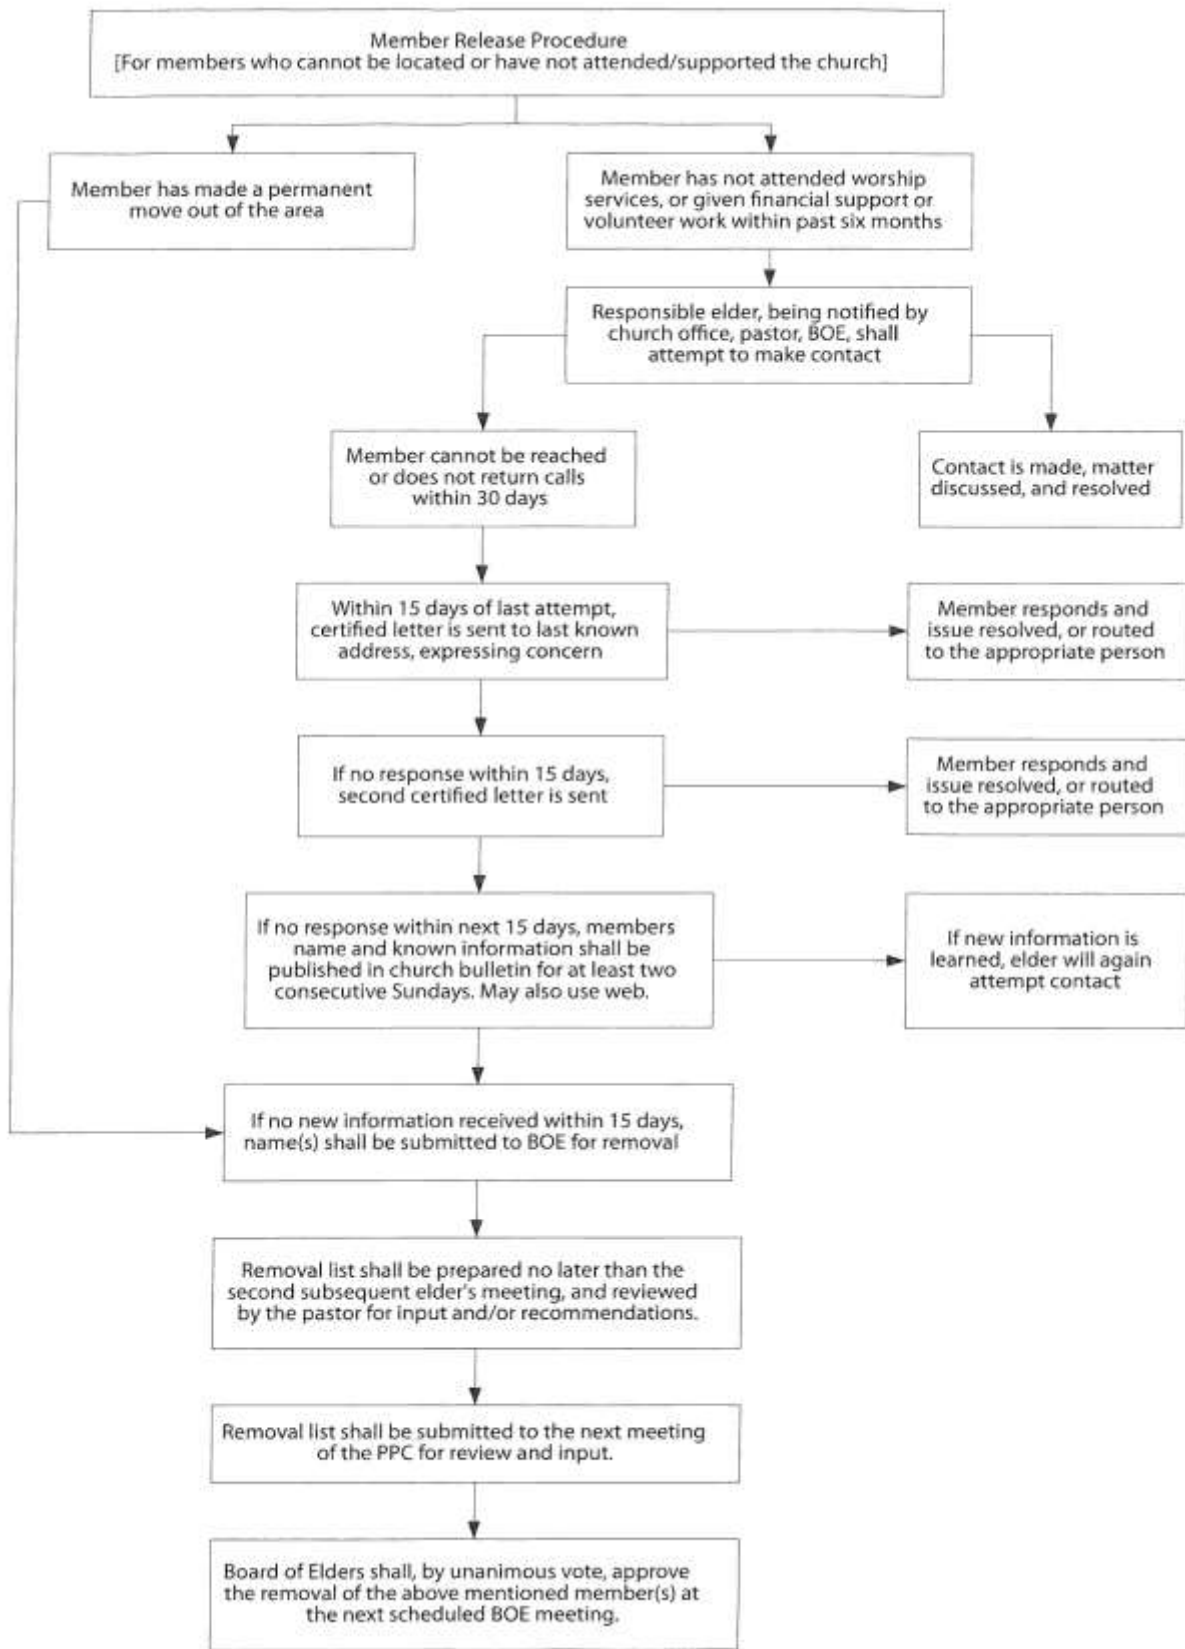 Member Release Procedure
[For members who cannot be located or have not attended/supported the church]
Member has made a permanent
move out of the area
Member has not attended worship
services, or given financial support or
volunteer work within past six months
Responsible elder, being notified by
church office, pastor, BOE, shall
attempt to make contact
Member cannot be reached
or does not return calls
within 30 days
Contact is made, matter
discussed, and resolved
Within 15 days of last attempt,
certified letter is sent to last known
address, expressing concern
Member responds and
issue resolved, or routed
to the appropriate person
If no response within 15 days,
second certified letter is sent
Member responds and
issue resolved, or routed
to the appropriate person
If no response within next 15 days, members
name and known information shall be
published in church bulletin for at least two
consecutive Sundays. May also use web.
If new information is
learned, elder will again
attempt contact
If no new information received within 15 days,
name(s) shall be submitted to BOE for removal
Removal list shall be prepared no later than the
second subsequent elder's meeting, and reviewed
by the pastor for input and/or recommendations.
Removal list shall be submitted to the next meeting
of the PPC for review and input.
Board of Elders shall, by unanimous vote, approve
the removal of the above mentioned member(s) at
the next scheduled BOE meeting.